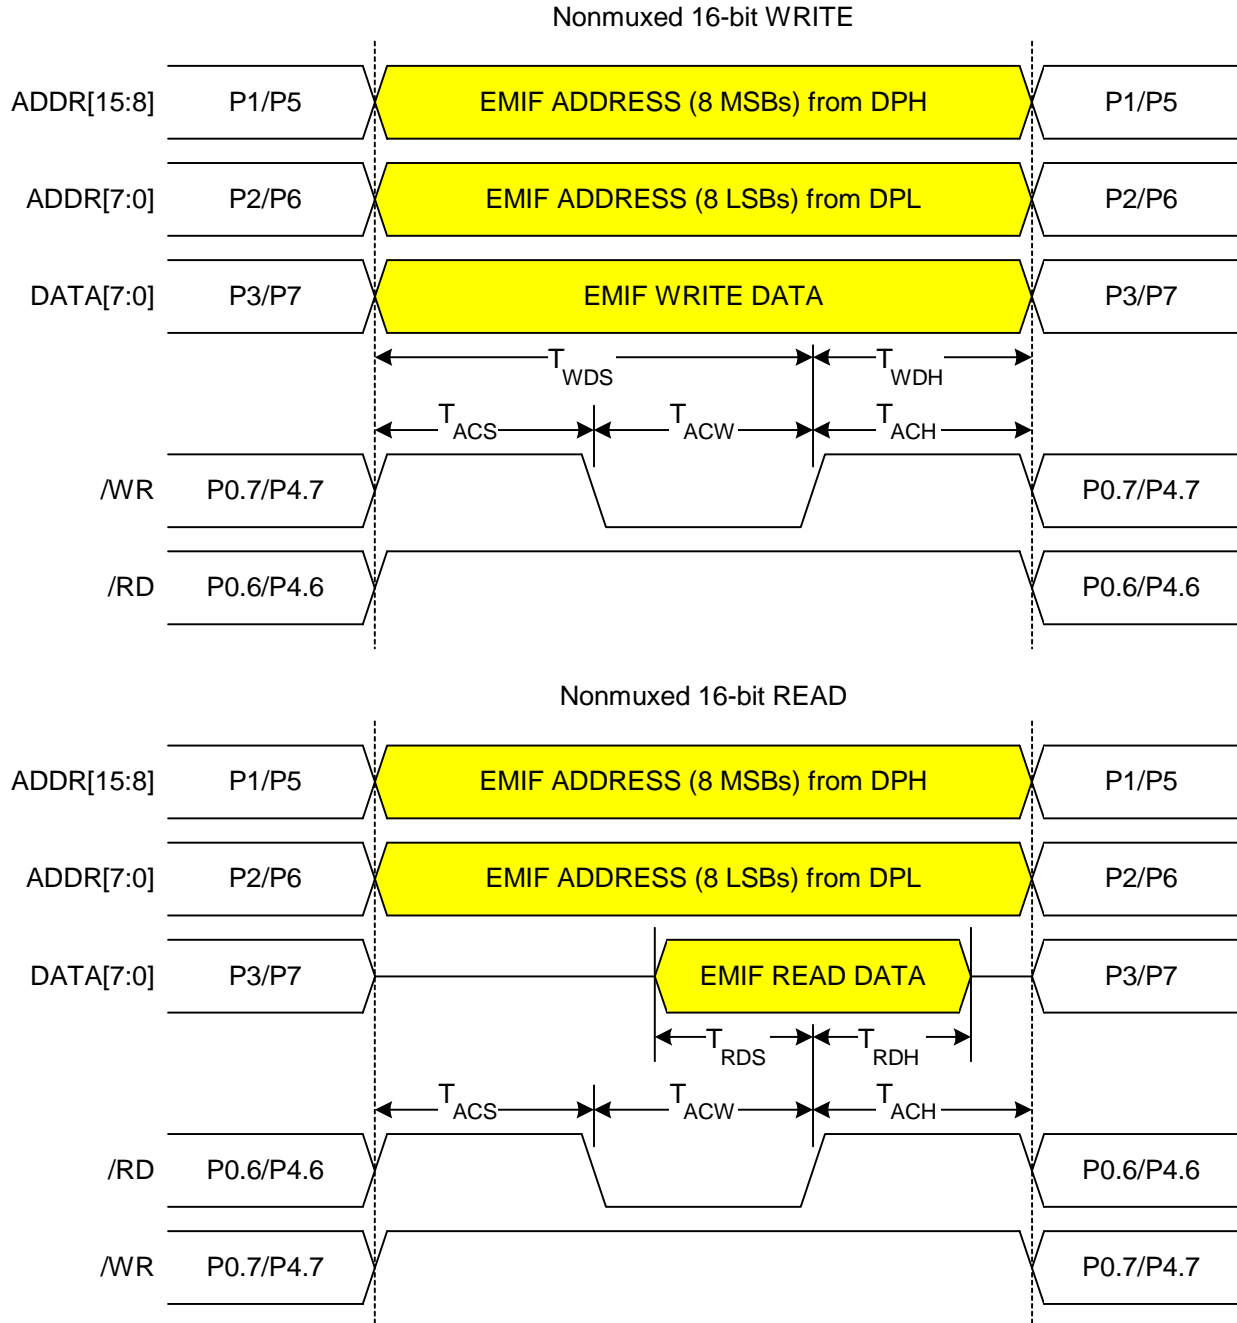 Nonmuxed 16-bit WRITE
ADDR[15:8] P1/P5 EMIF ADDRESS (8 MSBs) from DPH P1/P5
ADDR[7:0] P2/P6 EMIF ADDRESS (8 LSBs) from DPL P2/P6
DATA[7:0] P3/P7 EMIF WRITE DATA P3/P7
TWDS TWDH
TACS TACW TACH
/WR P0.7/P4.7 P0.7/P4.7
/RD P0.6/P4.6 P0.6/P4.6
Nonmuxed 16-bit READ
ADDR[15:8] P1/P5 EMIF ADDRESS (8 MSBs) from DPH P1/P5
ADDR[7:0] P2/P6 EMIF ADDRESS (8 LSBs) from DPL P2/P6
DATA[7:0] P3/P7 EMIF READ DATA P3/P7
TRDS TRDH
TACS TACW TACH
/RD P0.6/P4.6 P0.6/P4.6
/WR P0.7/P4.7 P0.7/P4.7